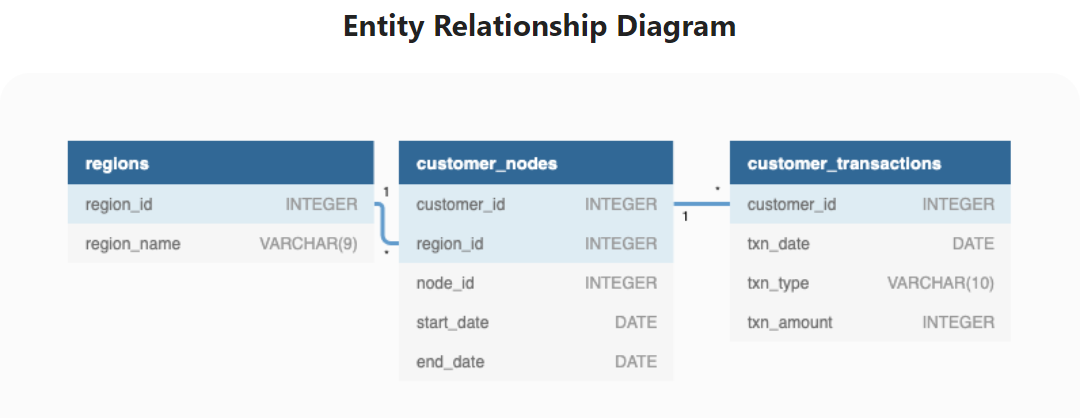 Entity Relationship Diagram
regions
region_id INTEGER
region_name VARCHAR(9)
1
*
customer_nodes
customer_id INTEGER
region_id INTEGER
node_id INTEGER
start_date DATE
end_date DATE
1
*
customer_transactions
customer_id INTEGER
txn_date DATE
txn_type VARCHAR(10)
txn_amount INTEGER